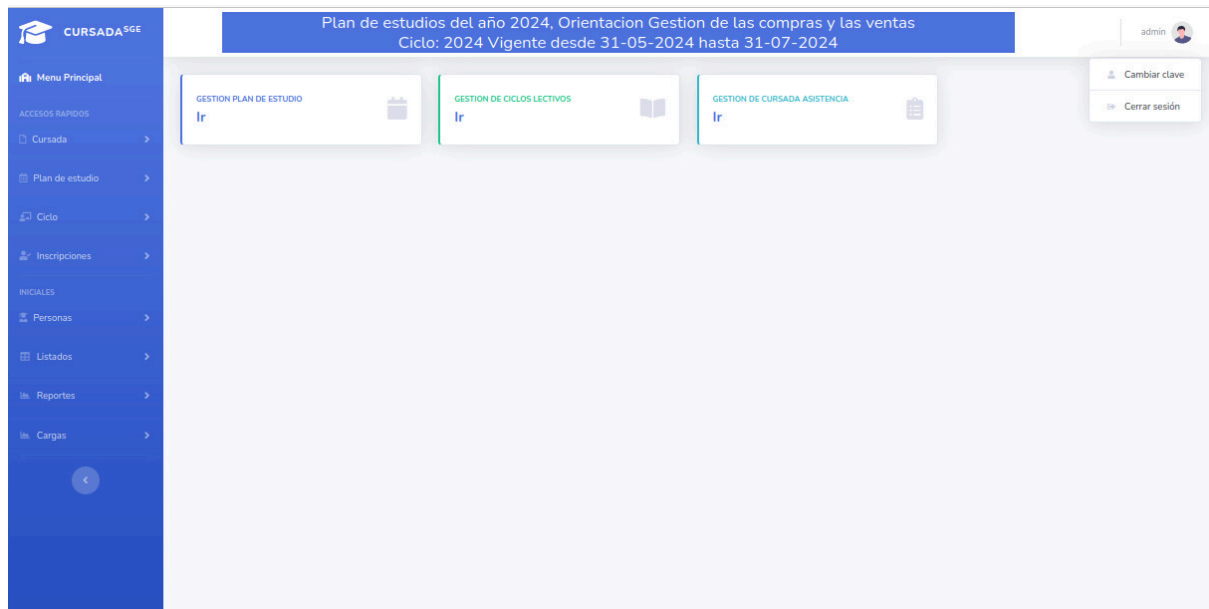 CURSADA SGE
Menu Principal
ACCESOS RAPIDOS
Cursada
Plan de estudio
Ciclo
Inscripciones
INICIALES
Personas
Listados
Reportes
Cargas
Plan de estudios del año 2024, Orientacion Gestion de las compras y las ventas
Ciclo: 2024 Vigente desde 31-05-2024 hasta 31-07-2024
admin
Cambiar clave
Cerrar sesión
GESTION PLAN DE ESTUDIO
Ir
GESTION DE CICLOS LECTIVOS
Ir
GESTION DE CURSADA ASISTENCIA
Ir